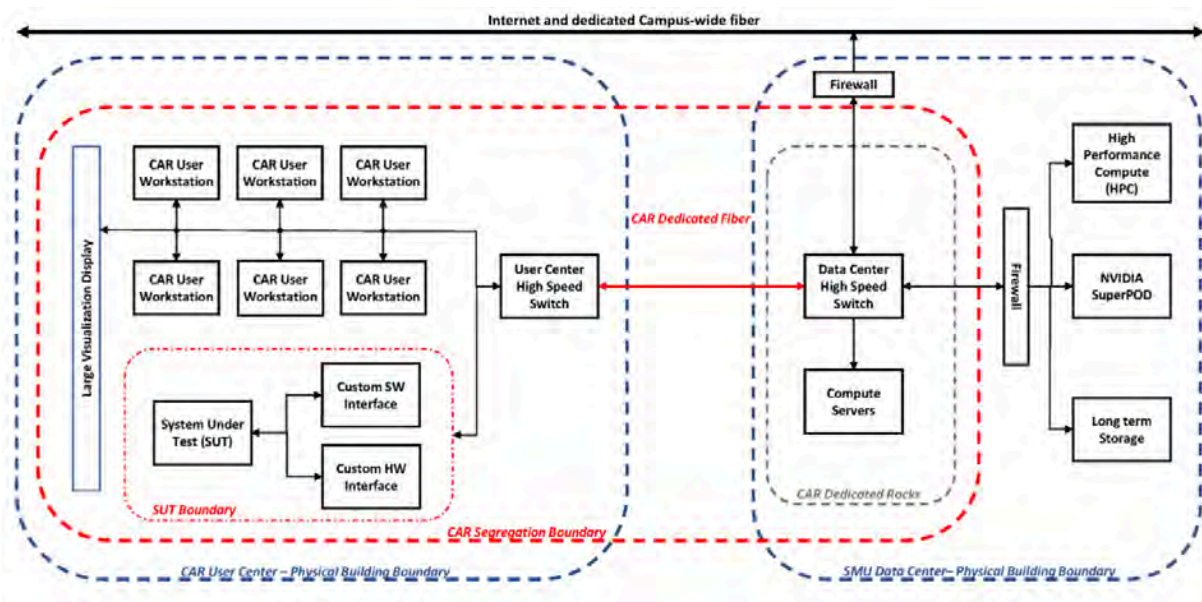 Internet and dedicated Campus-wide fiber
Firewall
CAR User
Workstation
CAR User
Workstation
CAR User
Workstation
High
Performance
Compute
(HPC)
CAR Dedicated Fiber
Large Visualization Display
CAR User
Workstation
CAR User
Workstation
CAR User
Workstation
User Center
High Speed
Switch
Data Center
High Speed
Switch
Firewall
NVIDIA
SuperPOD
Custom SW
Interface
System Under
Test (SUT)
Custom HW
Interface
Compute
Servers
Long term
Storage
SUT Boundary
CAR Dedicated Racks
CAR Segregation Boundary
CAR User Center – Physical Building Boundary
SMU Data Center– Physical Building Boundary